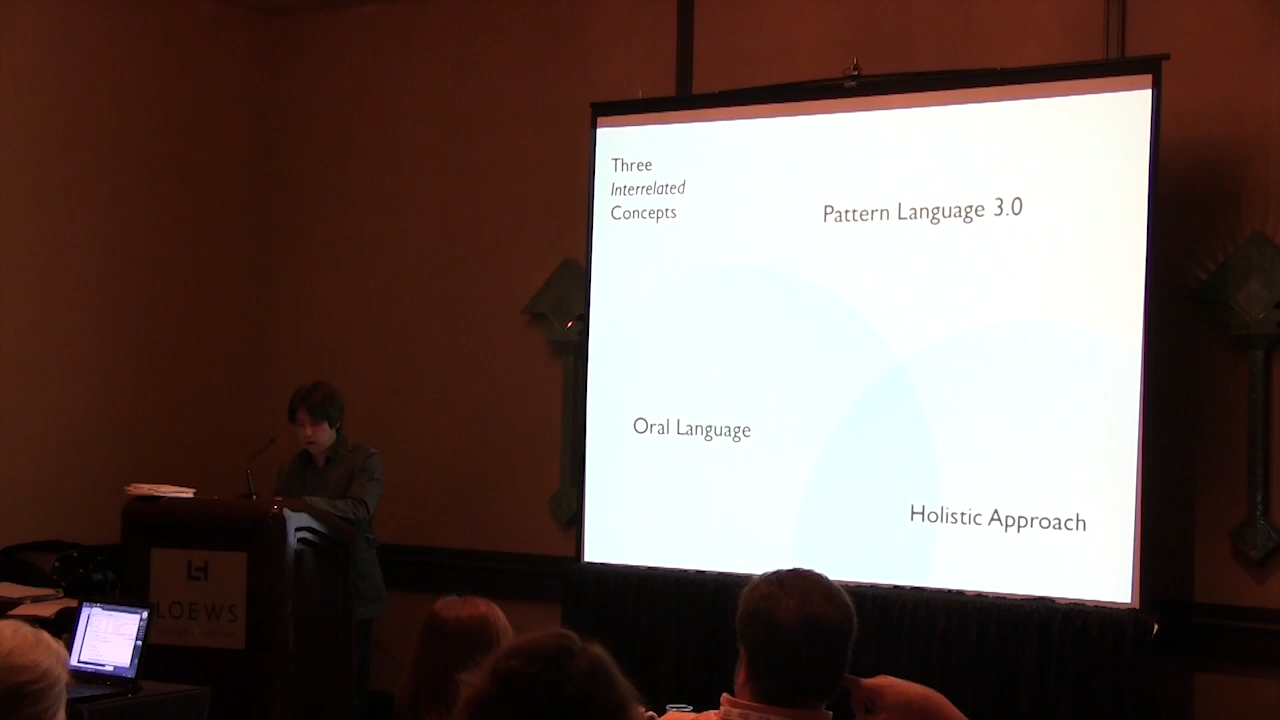 Three
Interrelated
Concepts
Pattern Language 3.0
Oral Language
Holistic Approach
LOEWS